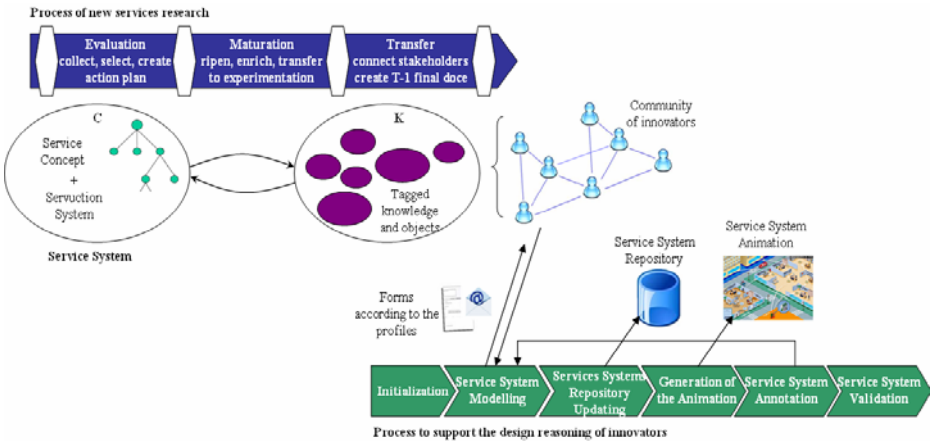 Process of new services research
Evaluation
collect, select, create
action plan
Maturation
ripen, enrich, transfer
to experimentation
Transfer
connect stakeholders
create T-1 final doce
C
Service
Concept
+
Servuction
System
Service System
K
Tagged
knowledge
and objects
Community
of innovators
Forms
according to the
profiles
Service System
Repository
Service System
Animation
Initialization
Service System
Modelling
Services Systems
Repository
Updating
Generation of
the Animation
Service System
Annotation
Service System
Validation
Process to support the design reasoning of innovators